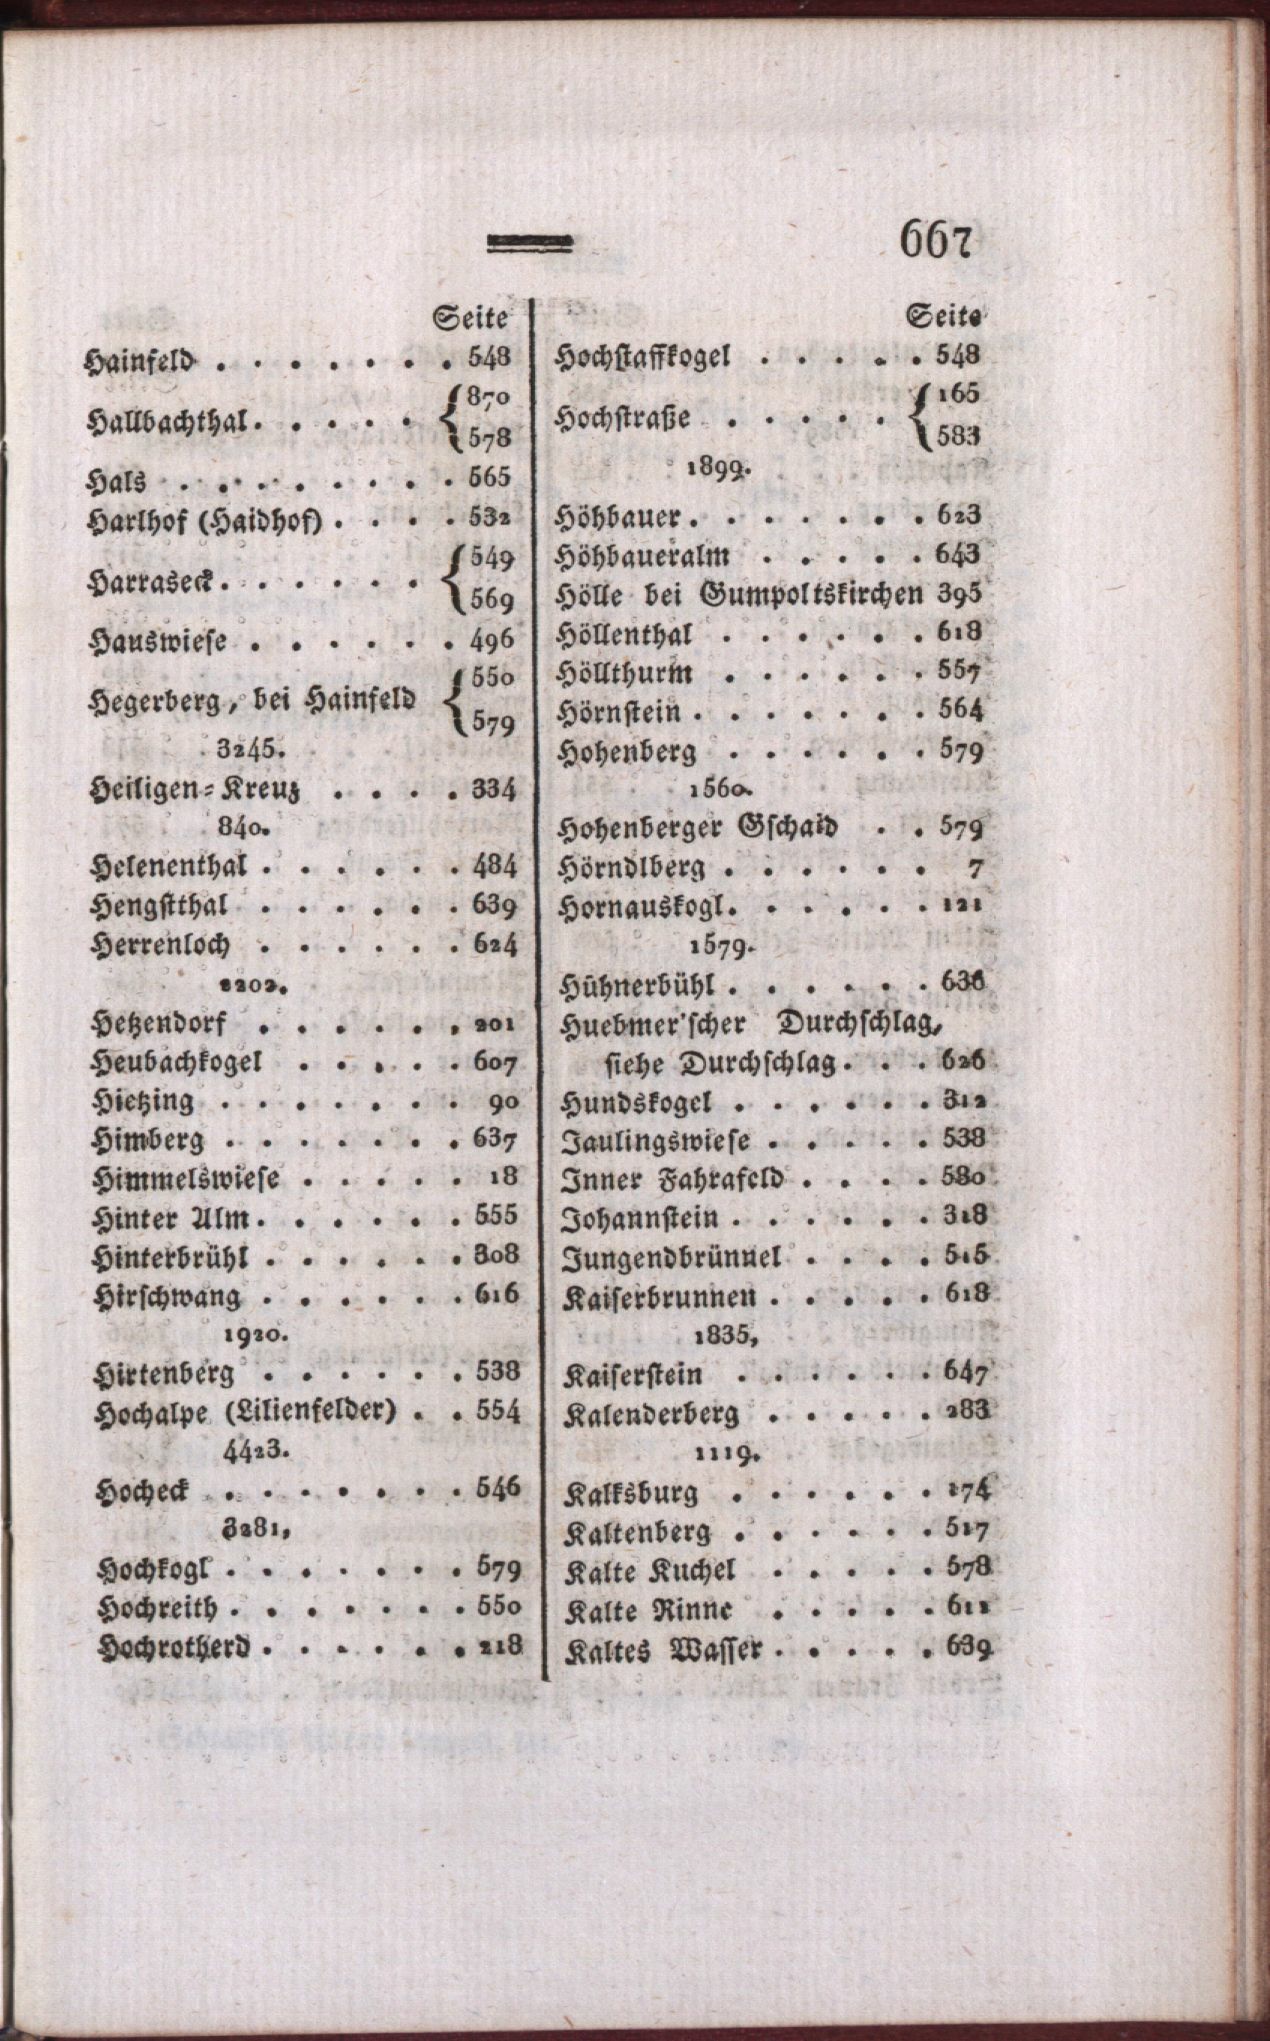 667
Seite
Hainfeld . . . . . . . 548
Hallbachthal . . . . . { 870
578
Hals . . . . . . . . 565
Harlhof (Haidhof) . . . . 532
Harraseck . . . . . . { 549
569
Hauswiese . . . . . . 496
Hegerberg, bei Hainfeld { 550
579
3245.
Heiligen-Kreuz . . . . 334
840.
Helenenthal . . . . . . 484
Hengstthal . . . . . . 639
Herrenloch . . . . . . 624
2202.
Hetzendorf . . . . . . 201
Heubachkogel . . . . . 607
Hietzing . . . . . . . 90
Himberg . . . . . . . 637
Himmelswiese . . . . . 18
Hinter Alm . . . . . . 555
Hinterbrühl . . . . . . 308
Hirschwang . . . . . . 616
1920.
Hirtenberg . . . . . . 538
Hochalpe (Lilienfelder) . . 554
4423.
Hocheck . . . . . . . 546
3281,
Hochkogl . . . . . . . 579
Hochreith . . . . . . . 550
Hochrotherd . . . . . . 218
Seite
Hochstaffkogel . . . . . 548
Hochstraße . . . . . { 165
583
1899.
Höhbauer . . . . . . . 623
Höhbaueralm . . . . . 643
Hölle bei Gumpoltskirchen 395
Höllenthal . . . . . . 618
Höllthurm . . . . . . 557
Hörnstein . . . . . . . 564
Hohenberg . . . . . . 579
1560.
Hohenberger Gschaid . . 579
Hörndlberg . . . . . . 7
Hornauskogl . . . . . . 121
1579.
Hühnerbühl . . . . . . 636
Huebmer'scher Durchschlag,
siehe Durchschlag . . . 626
Hundskogel . . . . . . 312
Jaulingswiese . . . . . 538
Inner Fahrafeld . . . . 580
Johannstein . . . . . . 318
Jungendbrünnel . . . . 515
Kaiserbrunnen . . . . . 618
1835,
Kaiserstein . . . . . . 647
Kalenderberg . . . . . 283
1119.
Kalksburg . . . . . . 174
Kaltenberg . . . . . . 517
Kalte Kuchel . . . . . 578
Kalte Rinne . . . . . 611
Kaltes Wasser . . . . . 639